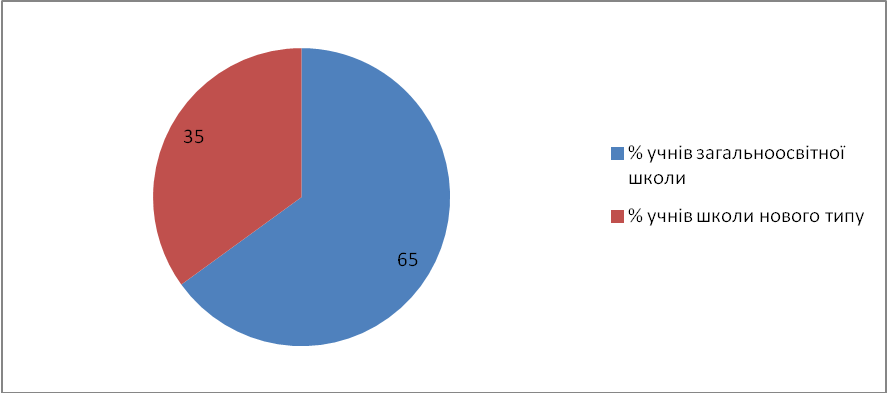 35
65
% учнів загальноосвітної
школи
% учнів школи нового типу